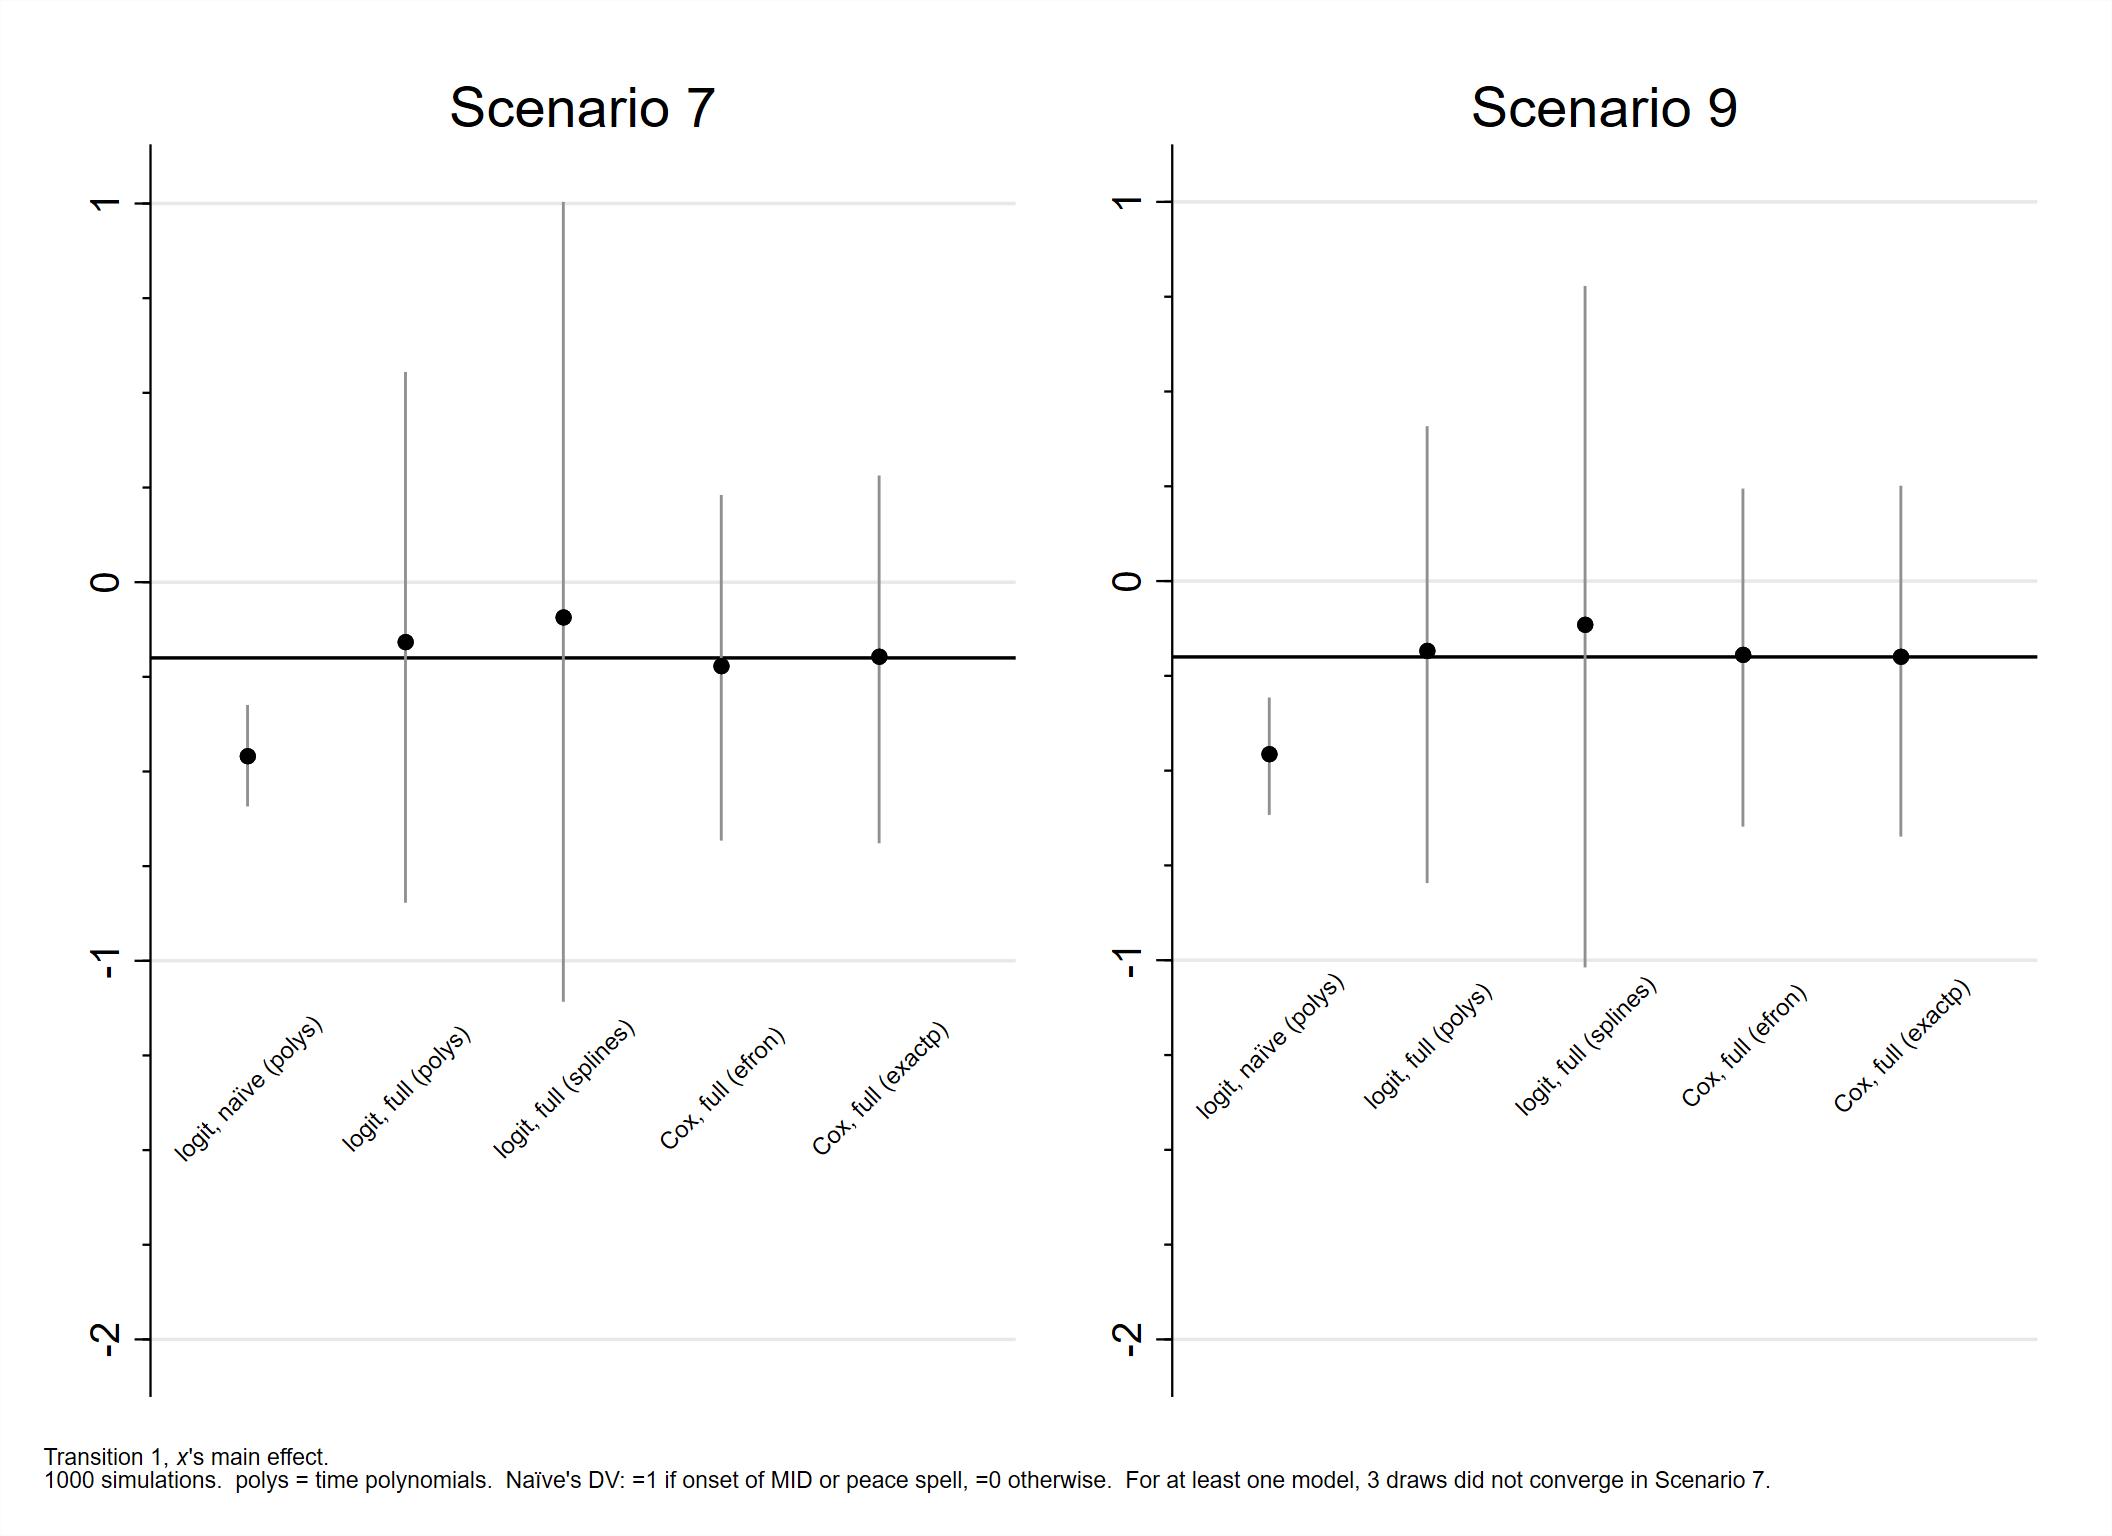 Scenario 7
1
0
-1
-2
logit, naïve (polys)
logit, full (polys)
logit, full (splines)
Cox, full (efron)
Cox, full (exactp)
Scenario 9
1
0
-1
-2
logit, naïve (polys)
logit, full (polys)
logit, full (splines)
Cox, full (efron)
Cox, full (exactp)
Transition 1, x's main effect.
1000 simulations.  polys = time polynomials.  Naïve's DV: =1 if onset of MID or peace spell, =0 otherwise.  For at least one model, 3 draws did not converge in Scenario 7.